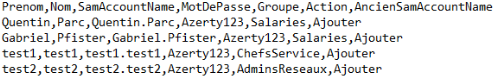 Prenom,Nom,SamAccountName,MotDePasse,Groupe,Action,AncienSamAccountName
Quentin,Parc,Quentin.Parc,Azerty123,Salaries,Ajouter
Gabriel,Pfister,Gabriel.Pfister,Azerty123,Salaries,Ajouter
test1,test1,test1.test1,Azerty123,ChefsService,Ajouter
test2,test2,test2.test2,Azerty123,AdminsReseaux,Ajouter